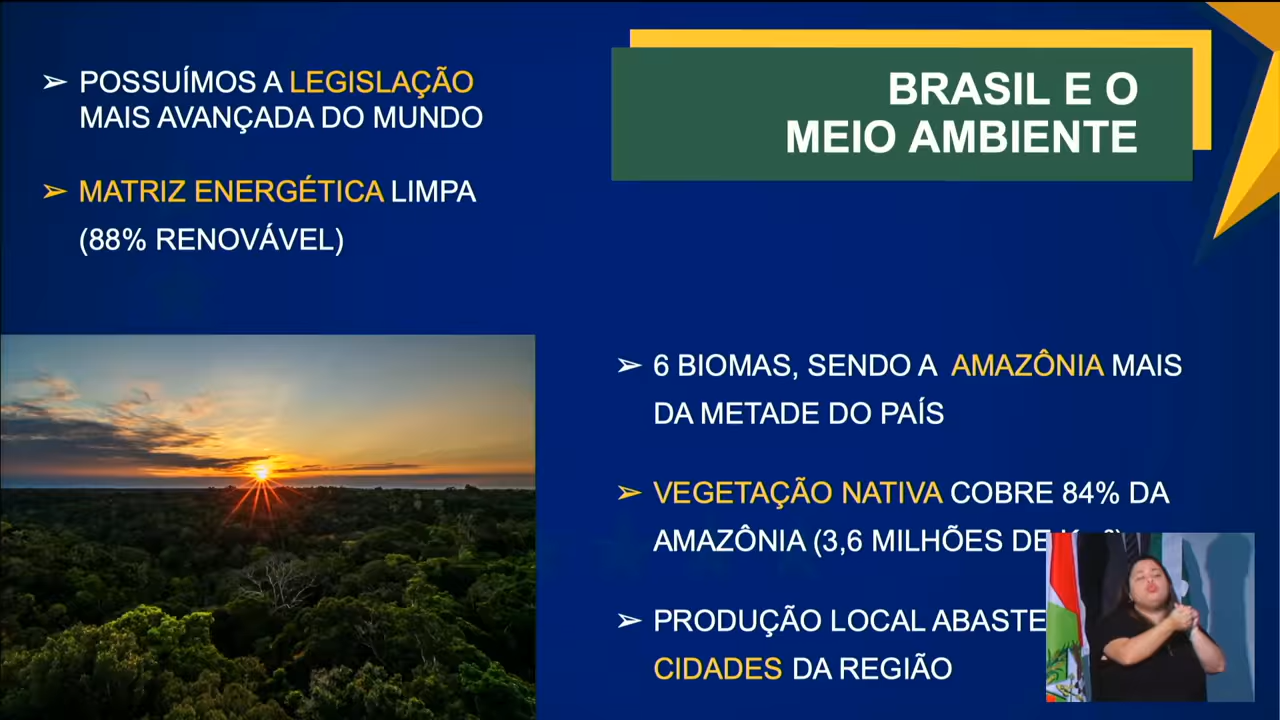 ➢ POSSUÍMOS A LEGISLAÇÃO
MAIS AVANÇADA DO MUNDO
➢ MATRIZ ENERGÉTICA LIMPA
(88% RENOVÁVEL)
BRASIL E O
MEIO AMBIENTE
➢ 6 BIOMAS, SENDO A AMAZÔNIA MAIS
DA METADE DO PAÍS
➢ VEGETAÇÃO NATIVA COBRE 84% DA
AMAZÔNIA (3,6 MILHÕES DE
➢ PRODUÇÃO LOCAL ABASTE
CIDADES DA REGIÃO